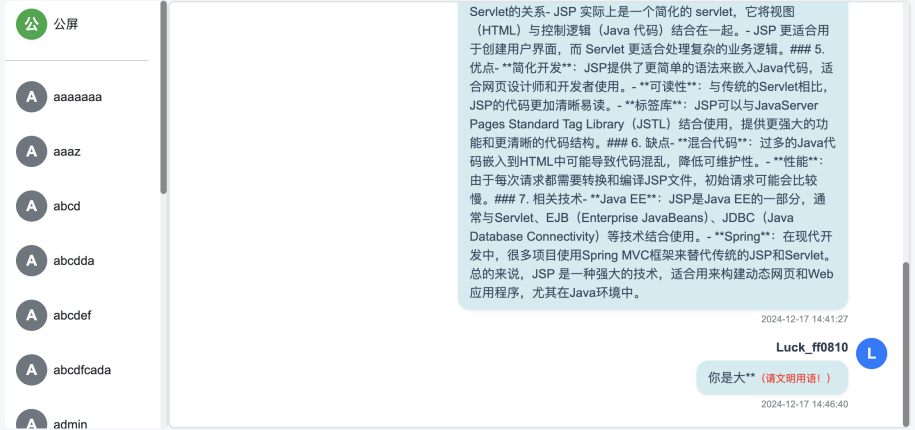 公 公屏
A aaaaaaa
A aaaz
A abcd
A abcdda
A abcdef
A abcdfcada
A admin
Servlet的关系- JSP 实际上是一个简化的 servlet，它将视图
（HTML）与控制逻辑（Java 代码）结合在一起。- JSP 更适合用
于创建用户界面，而 Servlet 更适合处理复杂的业务逻辑。### 5.
优点- **简化开发**：JSP提供了更简单的语法来嵌入Java代码，适
合网页设计师和开发者使用。- **可读性**：与传统的Servlet相比，
JSP的代码更加清晰易读。- **标签库**：JSP可以与JavaServer
Pages Standard Tag Library（JSTL）结合使用，提供更强大的功
能和更清晰的代码结构。### 6. 缺点- **混合代码**：过多的Java代
码嵌入到HTML中可能导致代码混乱，降低可维护性。- **性能**：
由于每次请求都需要转换和编译JSP文件，初始请求可能会比较
慢。### 7. 相关技术- **Java EE**：JSP是Java EE的一部分，通
常与Servlet、EJB（Enterprise JavaBeans）、JDBC（Java
Database Connectivity）等技术结合使用。- **Spring**：在现代开
发中，很多项目使用Spring MVC框架来替代传统的JSP和Servlet。
总的来说，JSP 是一种强大的技术，适合用来构建动态网页和Web
应用程序，尤其在Java环境中。
2024-12-17 14:41:27
Luck_ff0810 L
你是大**（请文明用语！）
2024-12-17 14:46:40